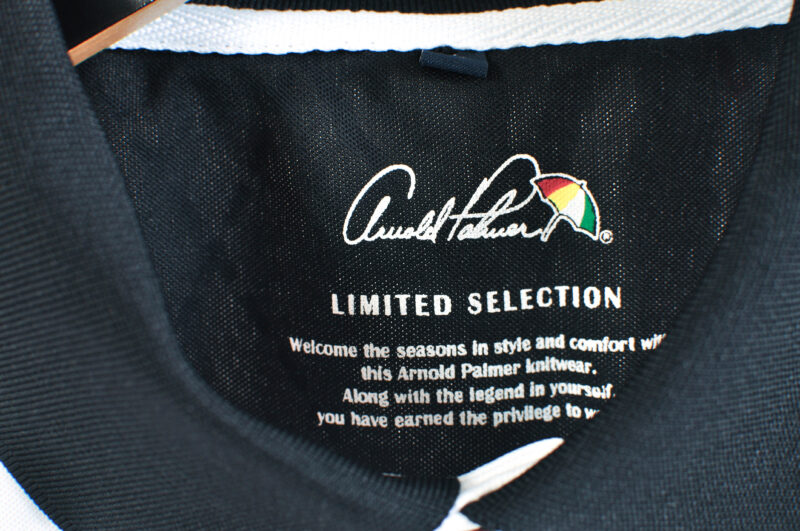 Arnold Palmer ®
LIMITED SELECTION
Welcome the seasons in style and comfort
this Arnold Palmer knitwear.
Along with the legend in yourself.
you have earned the privilege to